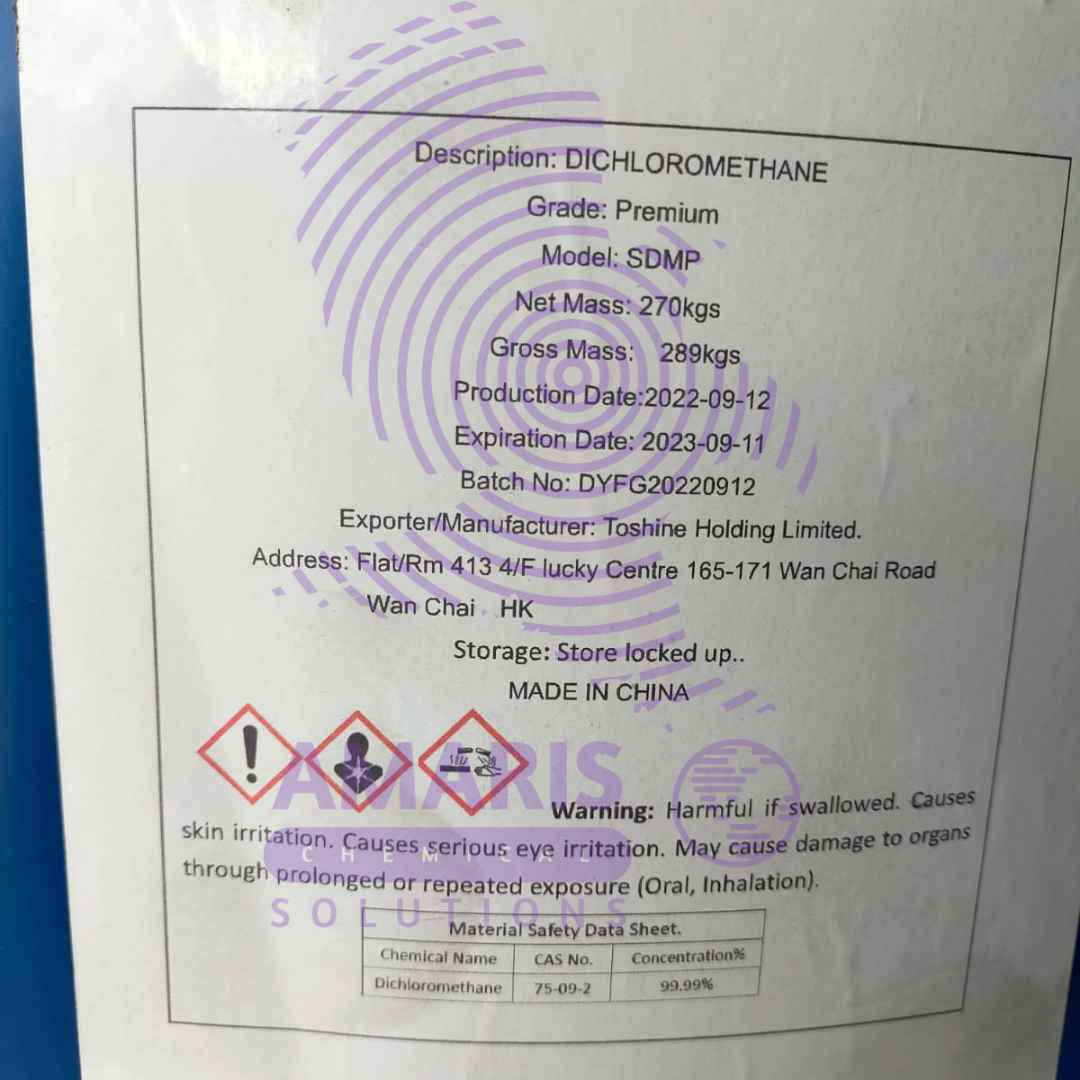 Description: DICHLOROMETHANE
Grade: Premium
Model: SDMP
Net Mass: 270kgs
Gross Mass: 289kgs
Production Date:2022-09-12
Expiration Date: 2023-09-11
Batch No: DYFG20220912
Exporter/Manufacturer: Toshine Holding Limited.
Address: Flat/Rm 413 4/F lucky Centre 165-171 Wan Chai Road
Wan Chai HK
Storage: Store locked up..
MADE IN CHINA
AMARIS
CHEMICAL
SOLUTIONS
Warning: Harmful if swallowed. Causes
skin irritation. Causes serious eye irritation. May cause damage to organs
through prolonged or repeated exposure (Oral, Inhalation).
Material Safety Data Sheet.
Chemical Name CAS No. Concentration%
Dichloromethane 75-09-2 99.99%